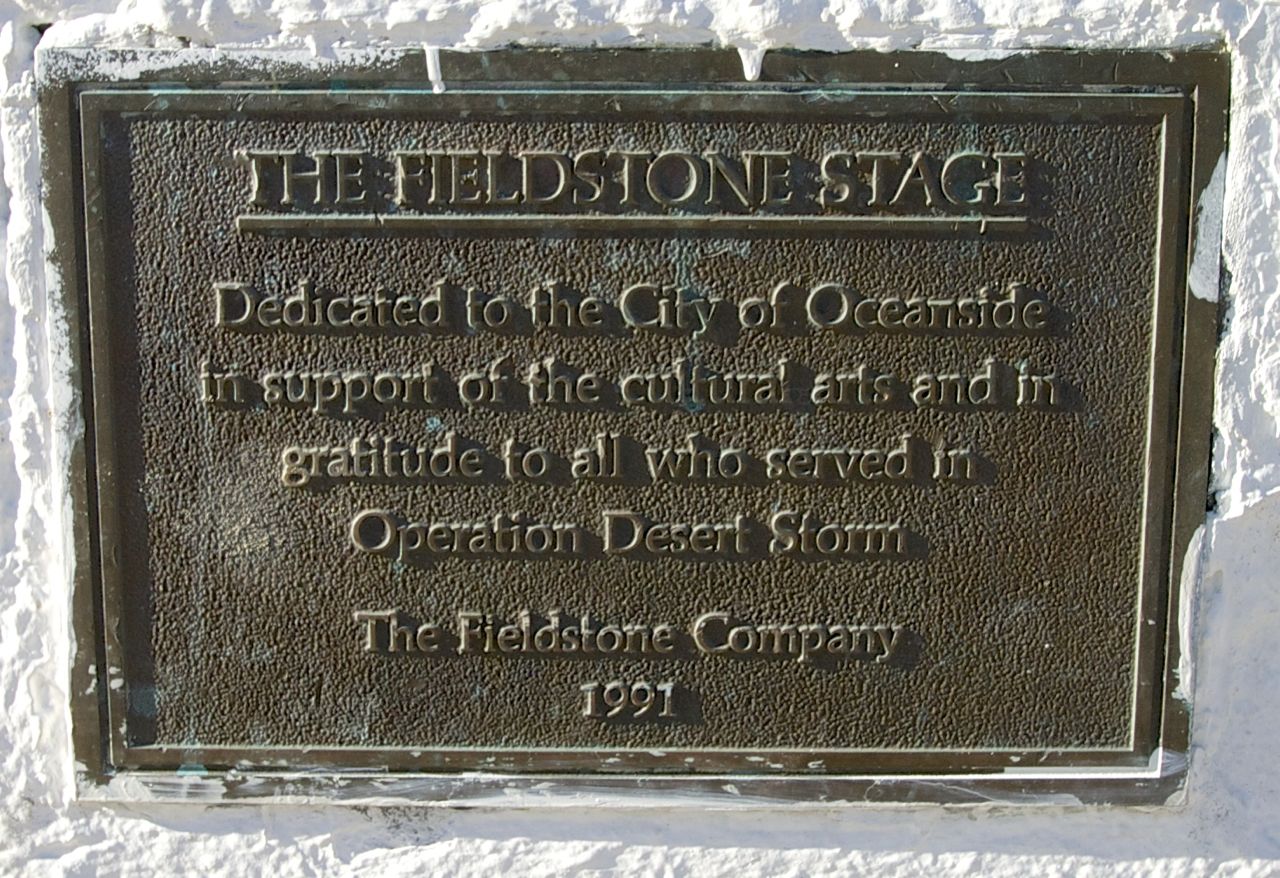 THE FIELDSTONE STAGE
Dedicated to the City of Oceanside
in support of the cultural arts and in
gratitude to all who served in
Operation Desert Storm
The Fieldstone Company
1991